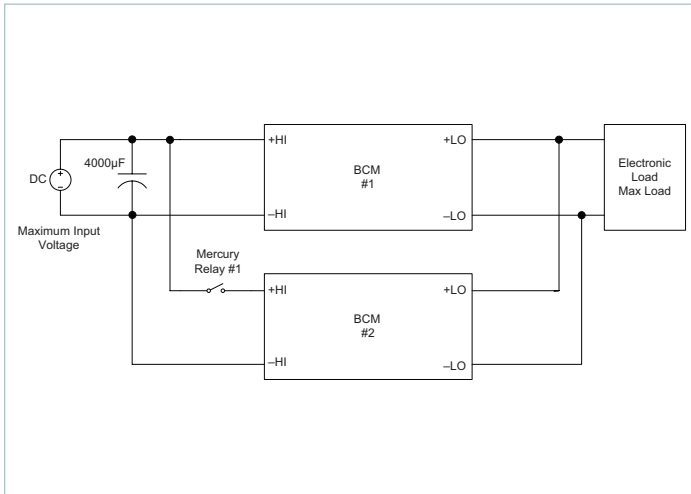 4000µF
DC
+
–
Maximum Input
Voltage
+HI
–HI
BCM
#1
+LO
–LO
Electronic
Load
Max Load
Mercury
Relay #1
+HI
–HI
BCM
#2
+LO
–LO